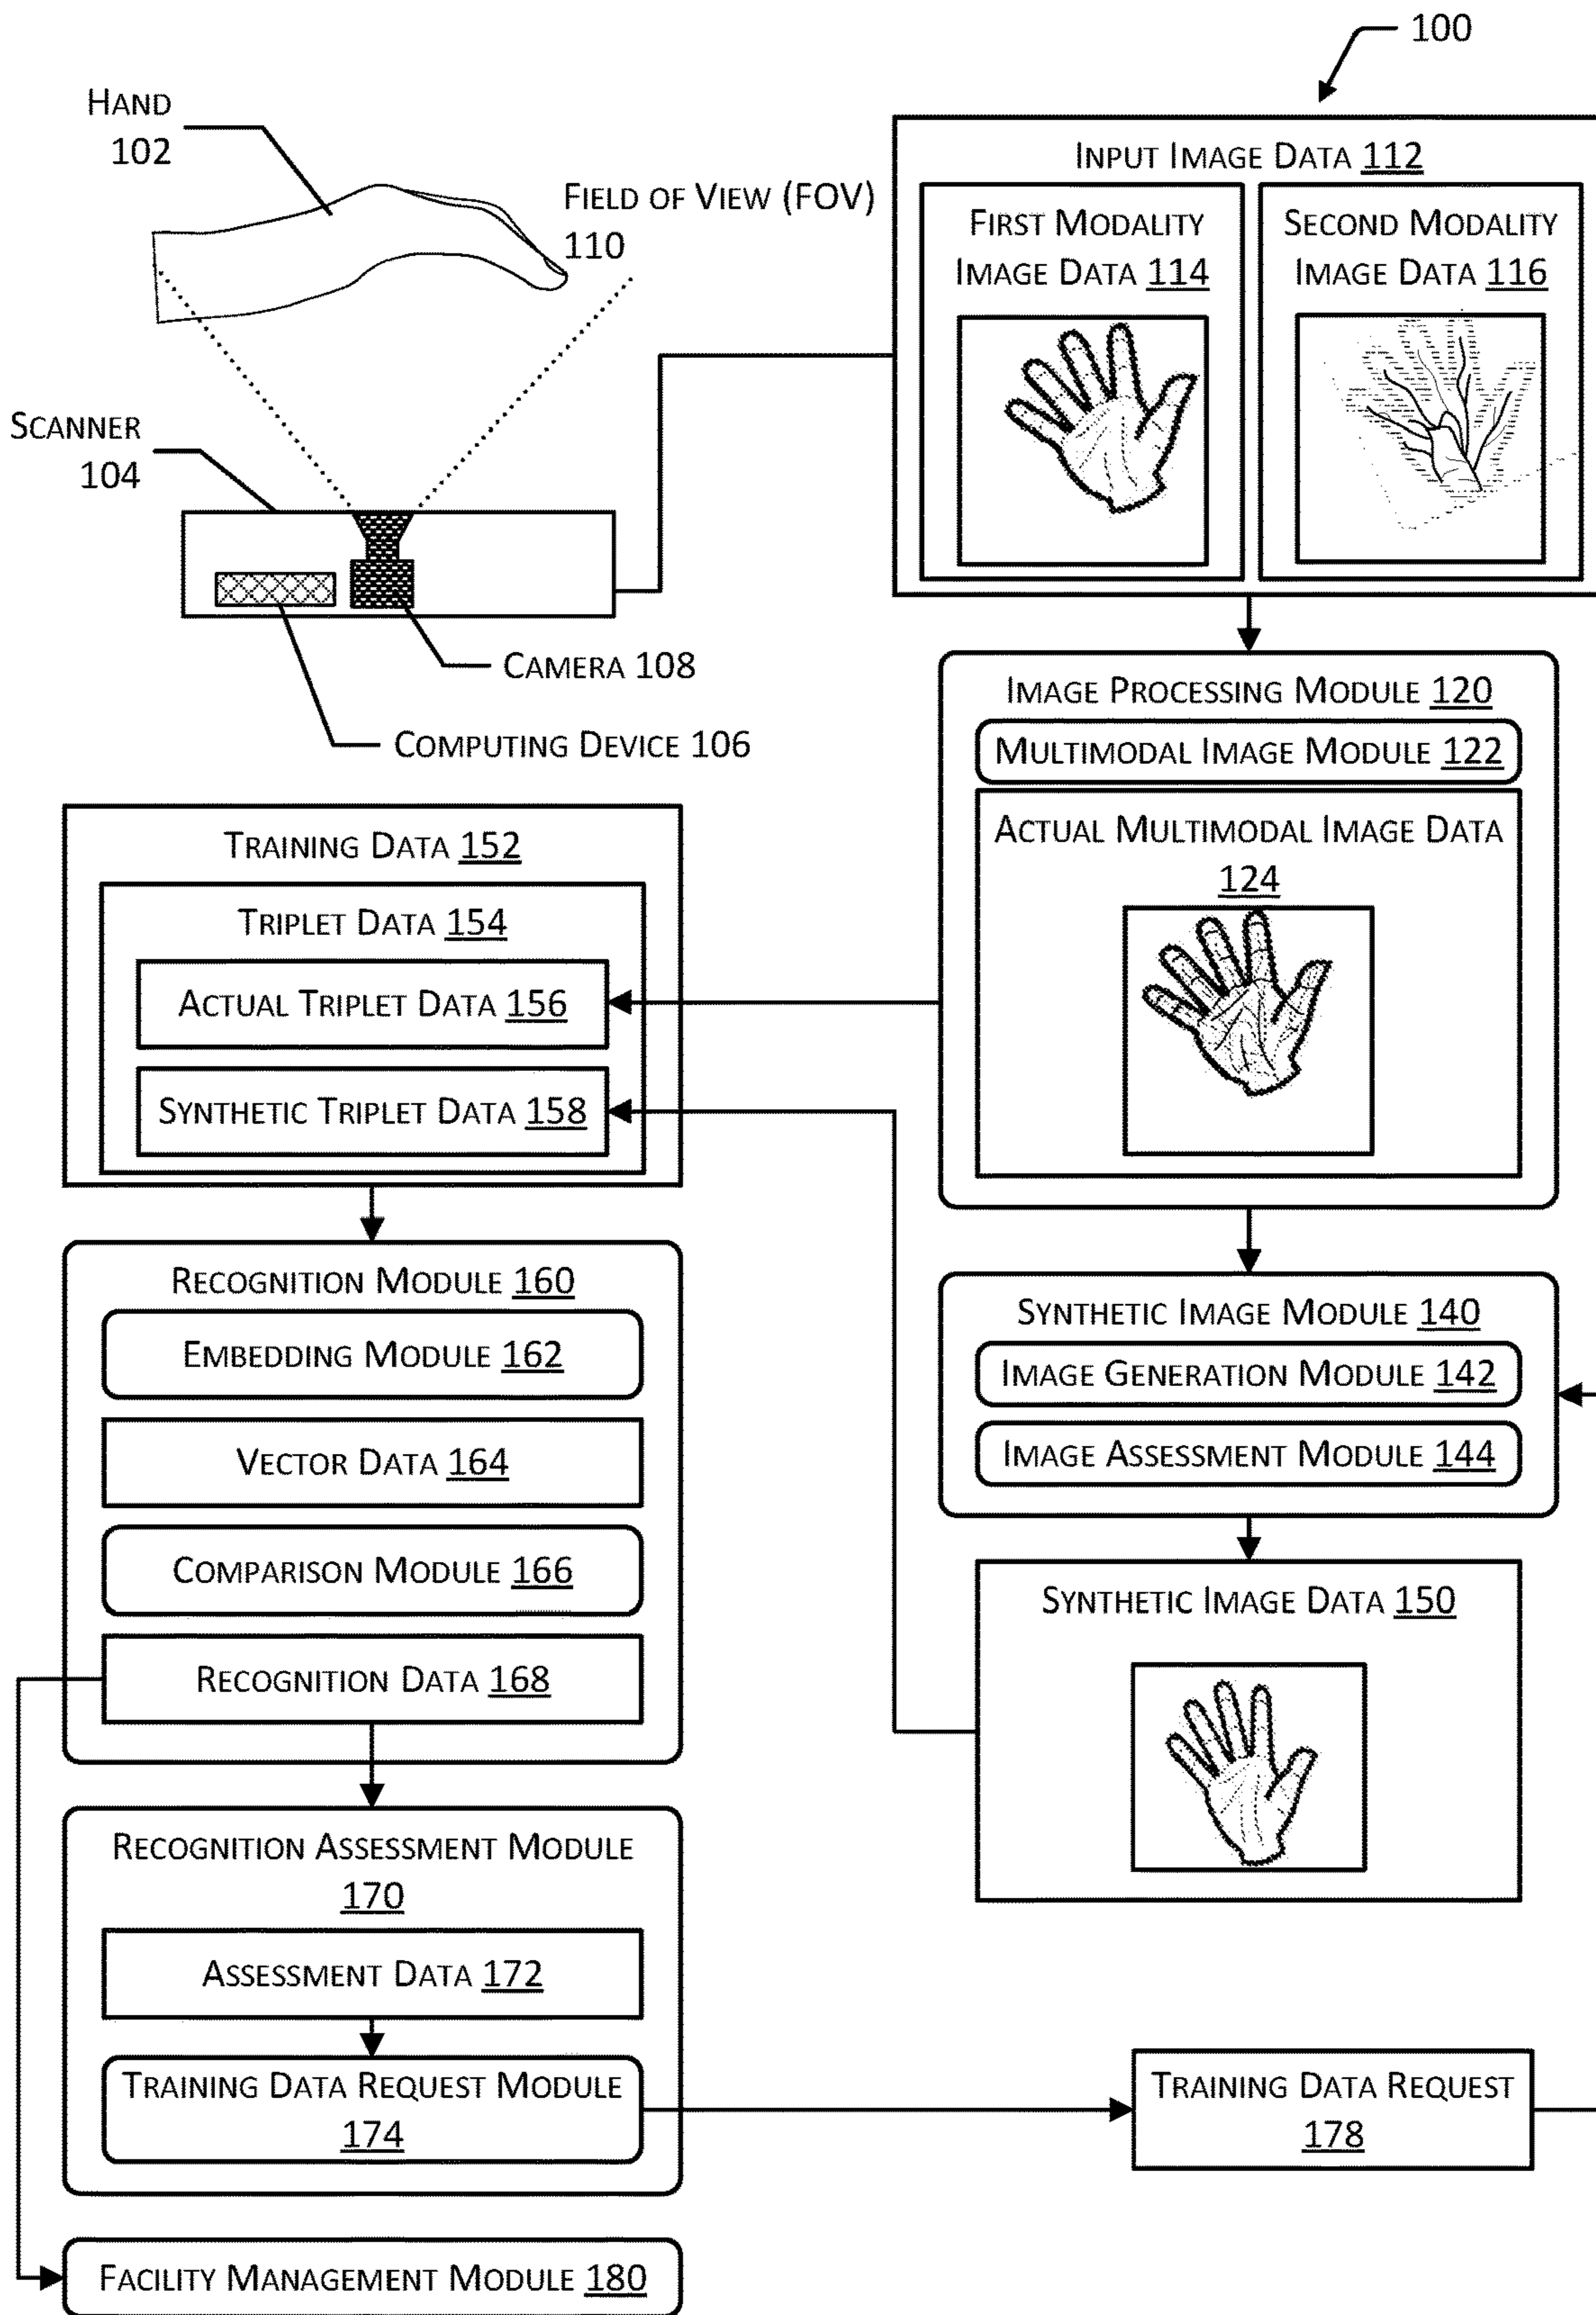 100
HAND
102
FIELD OF VIEW (FOV)
110
SCANNER
104
CAMERA 108
COMPUTING DEVICE 106
INPUT IMAGE DATA 112
FIRST MODALITY
IMAGE DATA 114
SECOND MODALITY
IMAGE DATA 116
IMAGE PROCESSING MODULE 120
MULTIMODAL IMAGE MODULE 122
ACTUAL MULTIMODAL IMAGE DATA
124
TRAINING DATA 152
TRIPLET DATA 154
ACTUAL TRIPLET DATA 156
SYNTHETIC TRIPLET DATA 158
SYNTHETIC IMAGE MODULE 140
IMAGE GENERATION MODULE 142
IMAGE ASSESSMENT MODULE 144
SYNTHETIC IMAGE DATA 150
RECOGNITION MODULE 160
EMBEDDING MODULE 162
VECTOR DATA 164
COMPARISON MODULE 166
RECOGNITION DATA 168
RECOGNITION ASSESSMENT MODULE
170
ASSESSMENT DATA 172
TRAINING DATA REQUEST MODULE
174
TRAINING DATA REQUEST
178
FACILITY MANAGEMENT MODULE 180